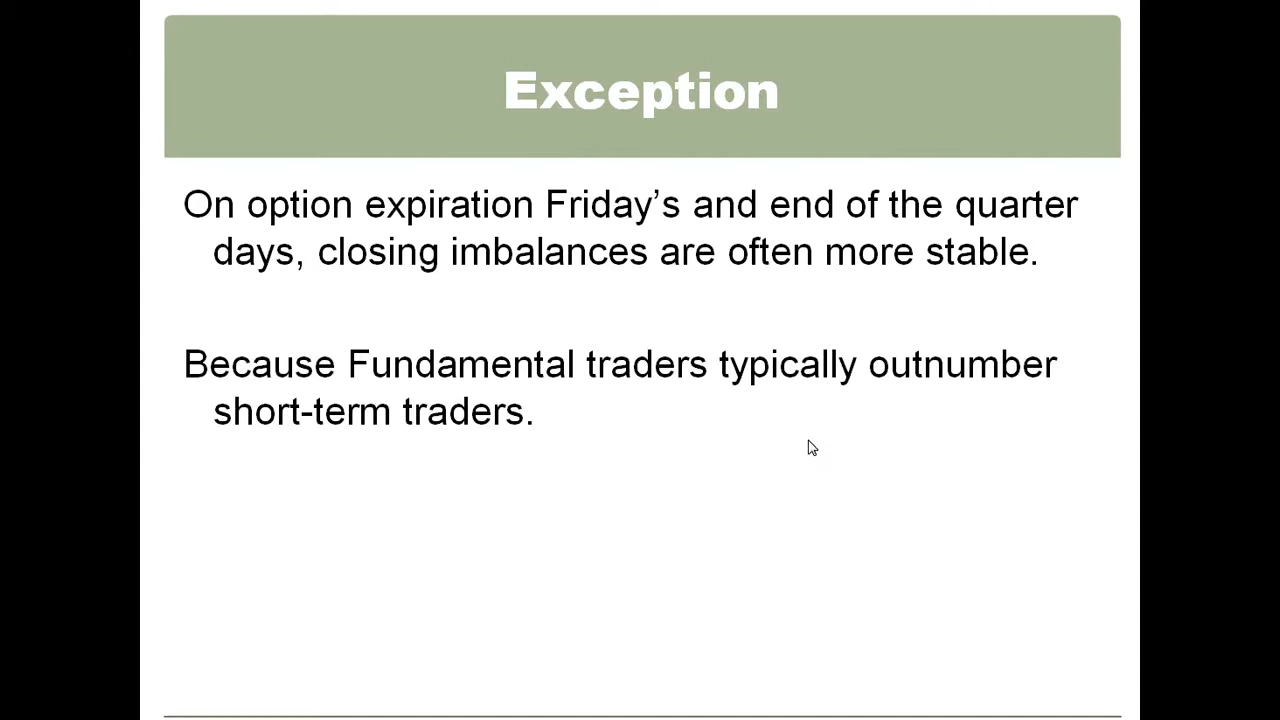 Exception
On option expiration Friday’s and end of the quarter
days, closing imbalances are often more stable.
Because Fundamental traders typically outnumber
short-term traders.